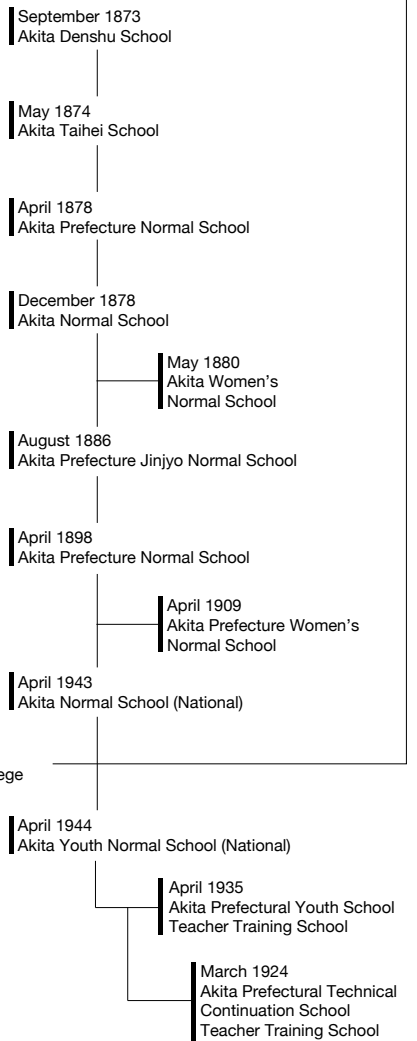 September 1873
Akita Denshu School
May 1874
Akita Taihei School
April 1878
Akita Prefecture Normal School
December 1878
Akita Normal School
May 1880
Akita Women's
Normal School
August 1886
Akita Prefecture Jinjyo Normal School
April 1898
Akita Prefecture Normal School
April 1909
Akita Prefecture Women's
Normal School
April 1943
Akita Normal School (National)
April 1944
Akita Youth Normal School (National)
April 1935
Akita Prefectural Youth School
Teacher Training School
March 1924
Akita Prefectural Technical
Continuation School
Teacher Training School